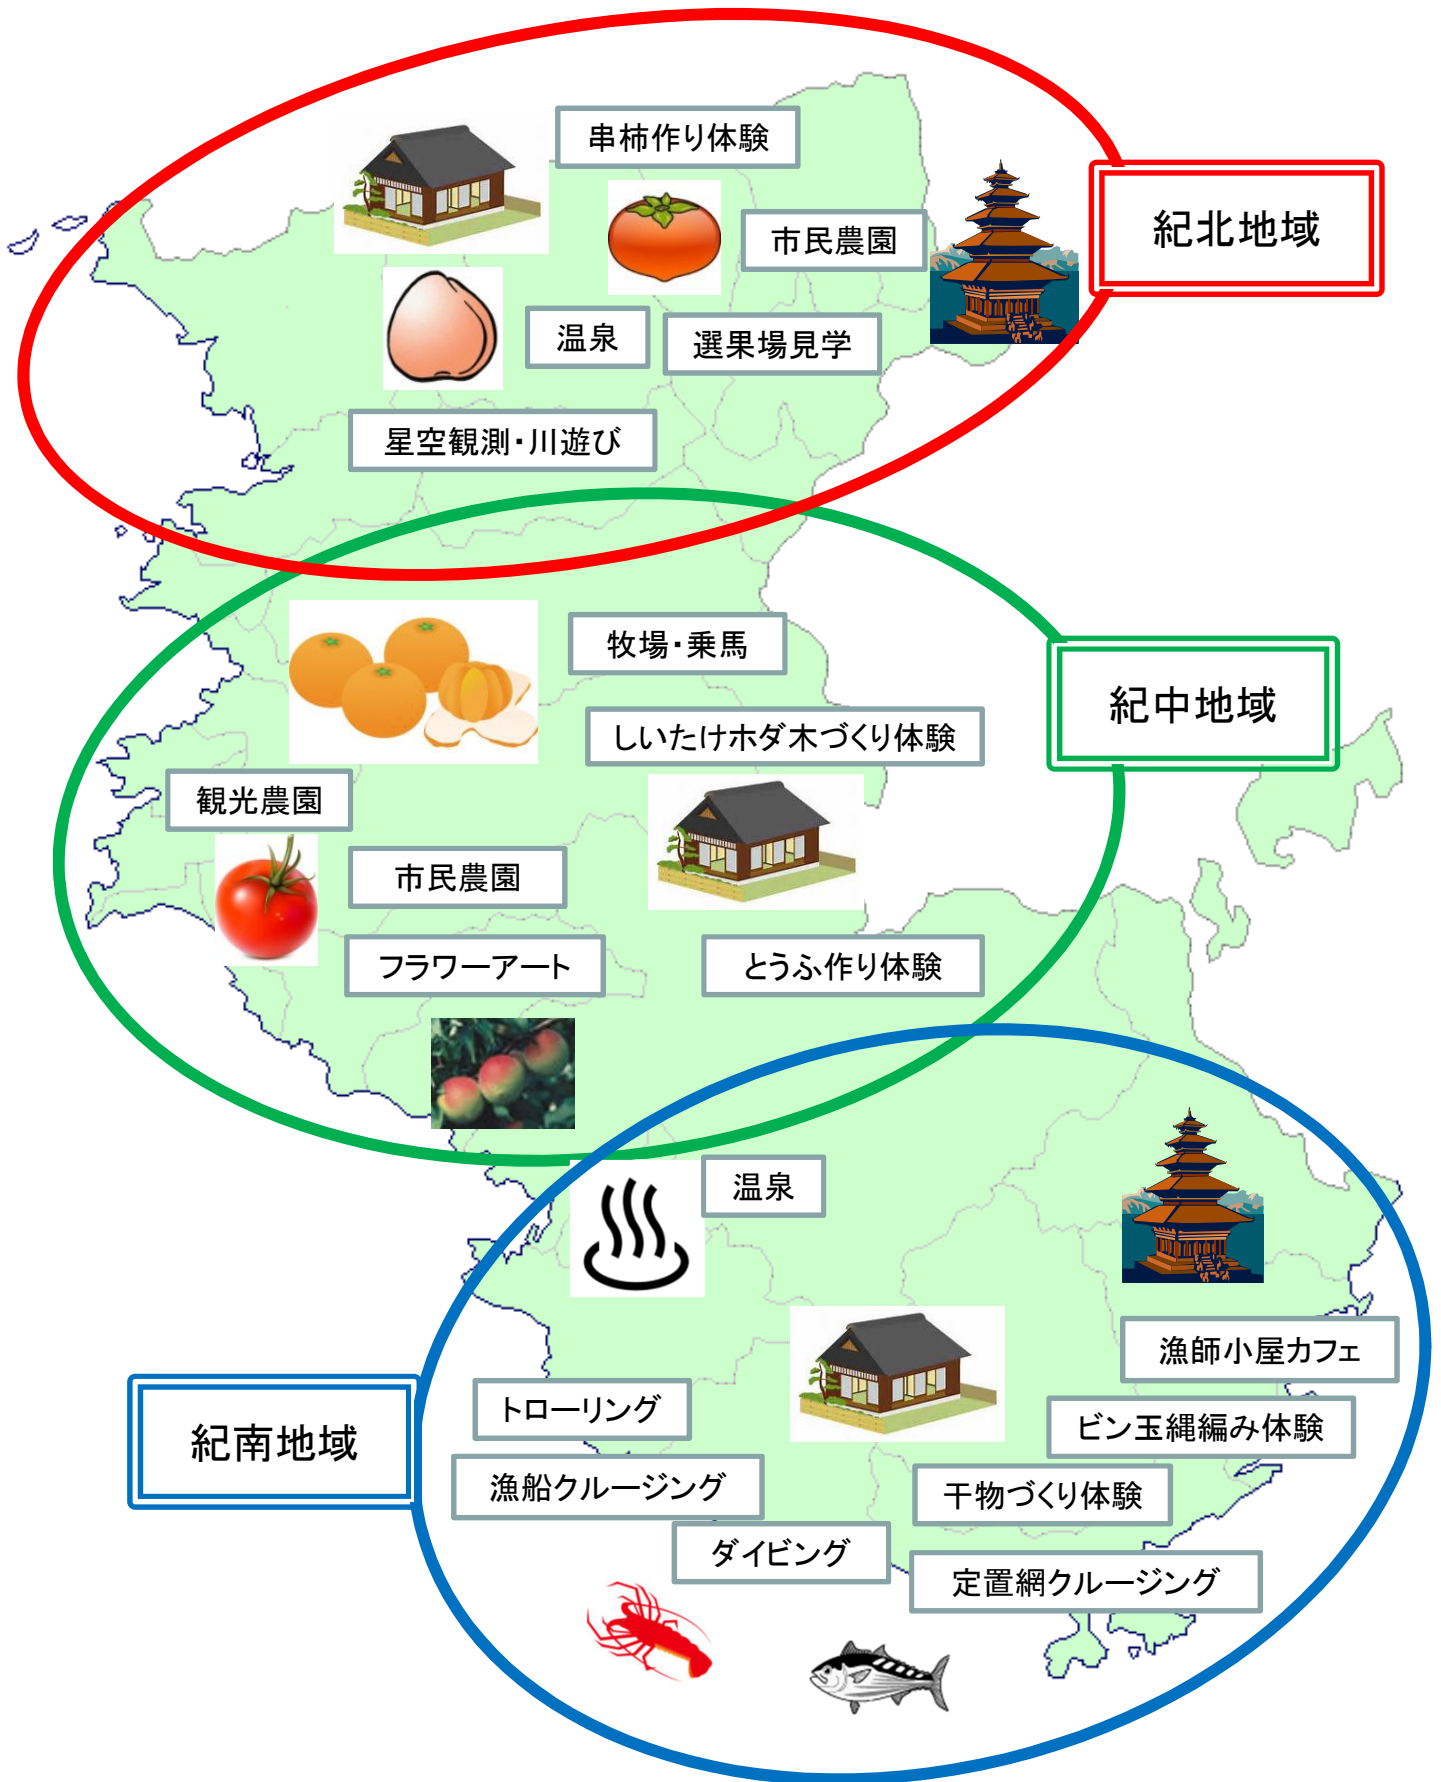 串柿作り体験
紀北地域
市民農園
温泉
選果場見学
星空観測・川遊び
牧場・乗馬
紀中地域
しいたけホダ木づくり体験
観光農園
市民農園
フラワーアート
とうふ作り体験
温泉
漁師小屋カフェ
トローリング
ビン玉縄編み体験
紀南地域
漁船クルージング
干物づくり体験
ダイビング
定置網クルージング